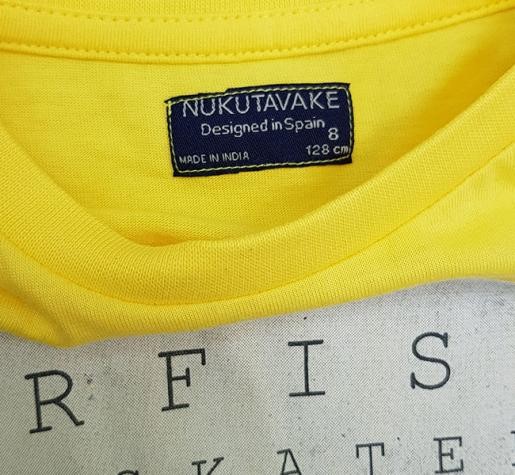 NUKUTAVAKE
Designed in Spain
8
MADE IN INDIA 128 cm
R F I S
S K A T E